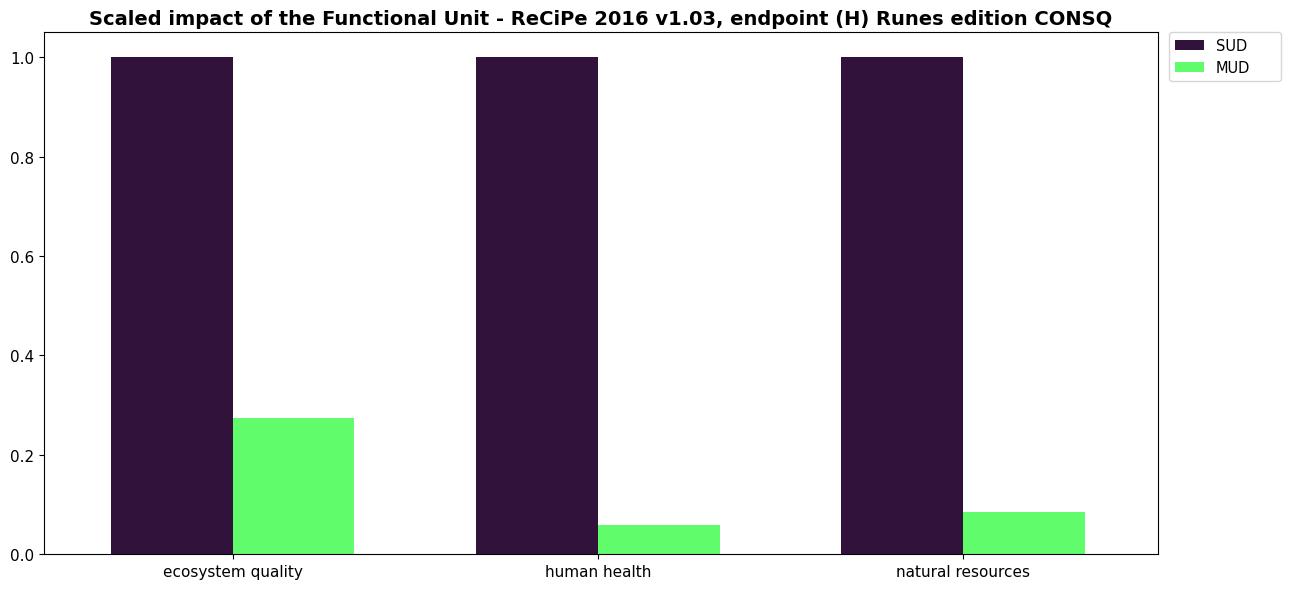 Scaled impact of the Functional Unit - ReCiPe 2016 v1.03, endpoint (H) Runes edition CONSQ
SUD
MUD
1.0
0.8
0.6
0.4
0.2
0.0
ecosystem quality
human health
natural resources